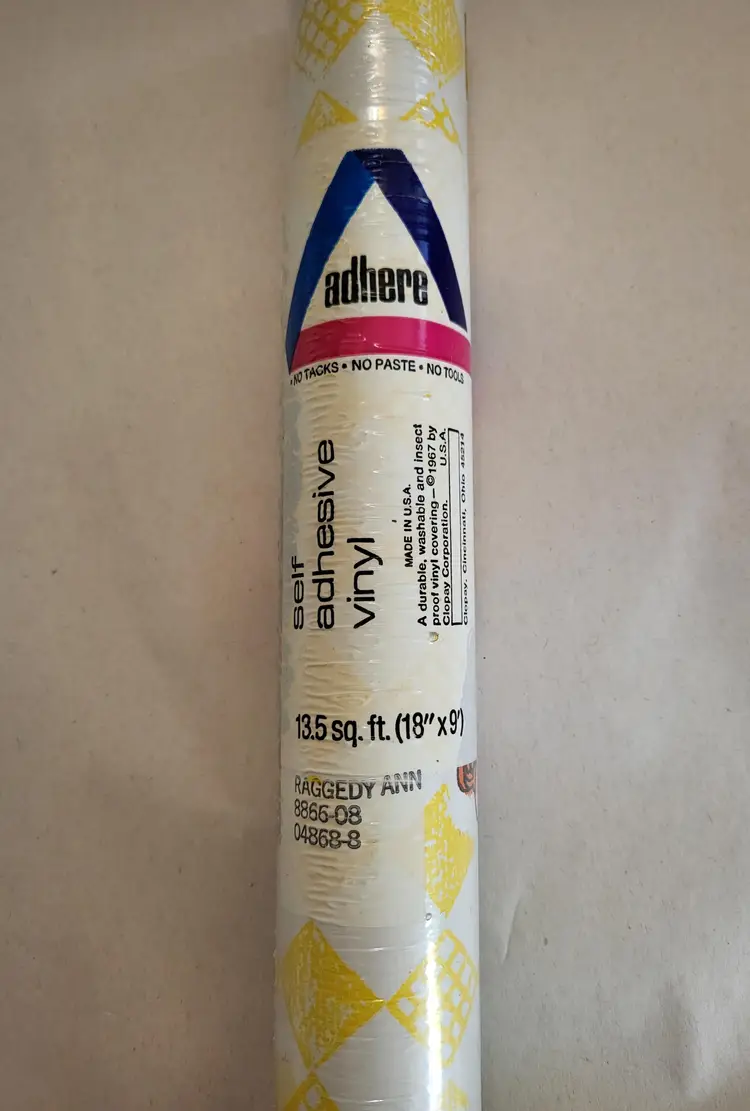 adhere
• NO TACKS • NO PASTE • NO TOOLS
self
adhesive
vinyl
MADE IN U.S.A.
A durable, washable and insect
proof vinyl covering — ©1967 by
Clopay Corporation. U.S.A.
Clopay, Cincinnati, Ohio 45214
13.5 sq. ft. (18″ x 9′)
RAGGEDY ANN
8866-08
04868-8